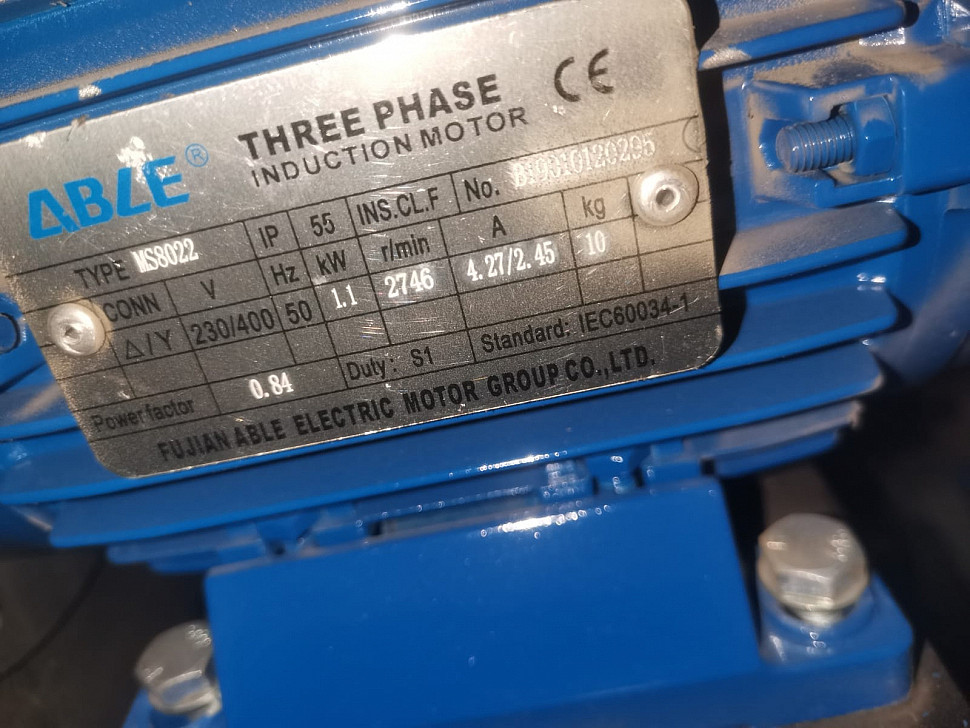 ABLE® THREE PHASE CE
INDUCTION MOTOR
TYPE MS8022 IP 55 INS.CL.F No.
CONN V Hz kW r/min A kg
△/Y 230/400 50 1.1 2746 4.27/2.45 10
Power factor 0.84 Duty: S1 Standard: IEC60034-1
FUJIAN ABLE ELECTRIC MOTOR GROUP CO.,LTD.